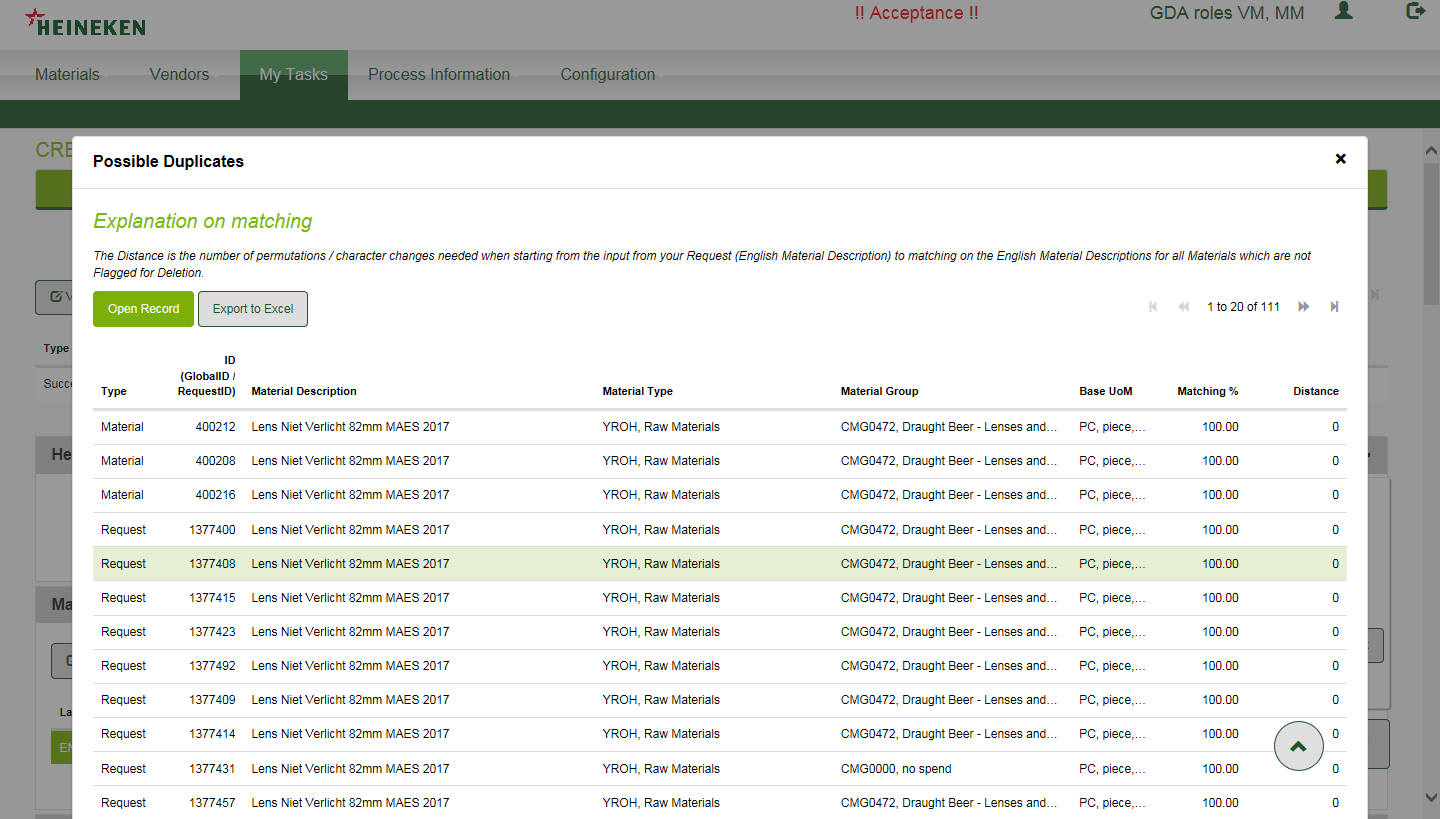 HEINEKEN
!! Acceptance !!
GDA roles VM, MM
Materials
Vendors
My Tasks
Process Information
Configuration
CRE
Possible Duplicates
Explanation on matching
The Distance is the number of permutations / character changes needed when starting from the input from your Request (English Material Description) to matching on the English Material Descriptions for all Materials which are not
Flagged for Deletion.
Open Record
Export to Excel
1 to 20 of 111
Type
Succe
He
Ma
La
EN
Type
ID
(GlobalID /
RequestID)
Material Description
Material Type
Material Group
Base UoM
Matching %
Distance
Material 400212 Lens Niet Verlicht 82mm MAES 2017 YROH, Raw Materials CMG0472, Draught Beer - Lenses and... PC, piece,... 100.00 0
Material 400208 Lens Niet Verlicht 82mm MAES 2017 YROH, Raw Materials CMG0472, Draught Beer - Lenses and... PC, piece,... 100.00 0
Material 400216 Lens Niet Verlicht 82mm MAES 2017 YROH, Raw Materials CMG0472, Draught Beer - Lenses and... PC, piece,... 100.00 0
Request 1377400 Lens Niet Verlicht 82mm MAES 2017 YROH, Raw Materials CMG0472, Draught Beer - Lenses and... PC, piece,... 100.00 0
Request 1377408 Lens Niet Verlicht 82mm MAES 2017 YROH, Raw Materials CMG0472, Draught Beer - Lenses and... PC, piece,... 100.00 0
Request 1377415 Lens Niet Verlicht 82mm MAES 2017 YROH, Raw Materials CMG0472, Draught Beer - Lenses and... PC, piece,... 100.00 0
Request 1377423 Lens Niet Verlicht 82mm MAES 2017 YROH, Raw Materials CMG0472, Draught Beer - Lenses and... PC, piece,... 100.00 0
Request 1377492 Lens Niet Verlicht 82mm MAES 2017 YROH, Raw Materials CMG0472, Draught Beer - Lenses and... PC, piece,... 100.00 0
Request 1377409 Lens Niet Verlicht 82mm MAES 2017 YROH, Raw Materials CMG0472, Draught Beer - Lenses and... PC, piece,... 100.00 0
Request 1377414 Lens Niet Verlicht 82mm MAES 2017 YROH, Raw Materials CMG0472, Draught Beer - Lenses and... PC, piece,... 100.00 0
Request 1377431 Lens Niet Verlicht 82mm MAES 2017 YROH, Raw Materials CMG0000, no spend PC, piece,... 100.00 0
Request 1377457 Lens Niet Verlicht 82mm MAES 2017 YROH, Raw Materials CMG0472, Draught Beer - Lenses and... PC, piece,... 100.00 0